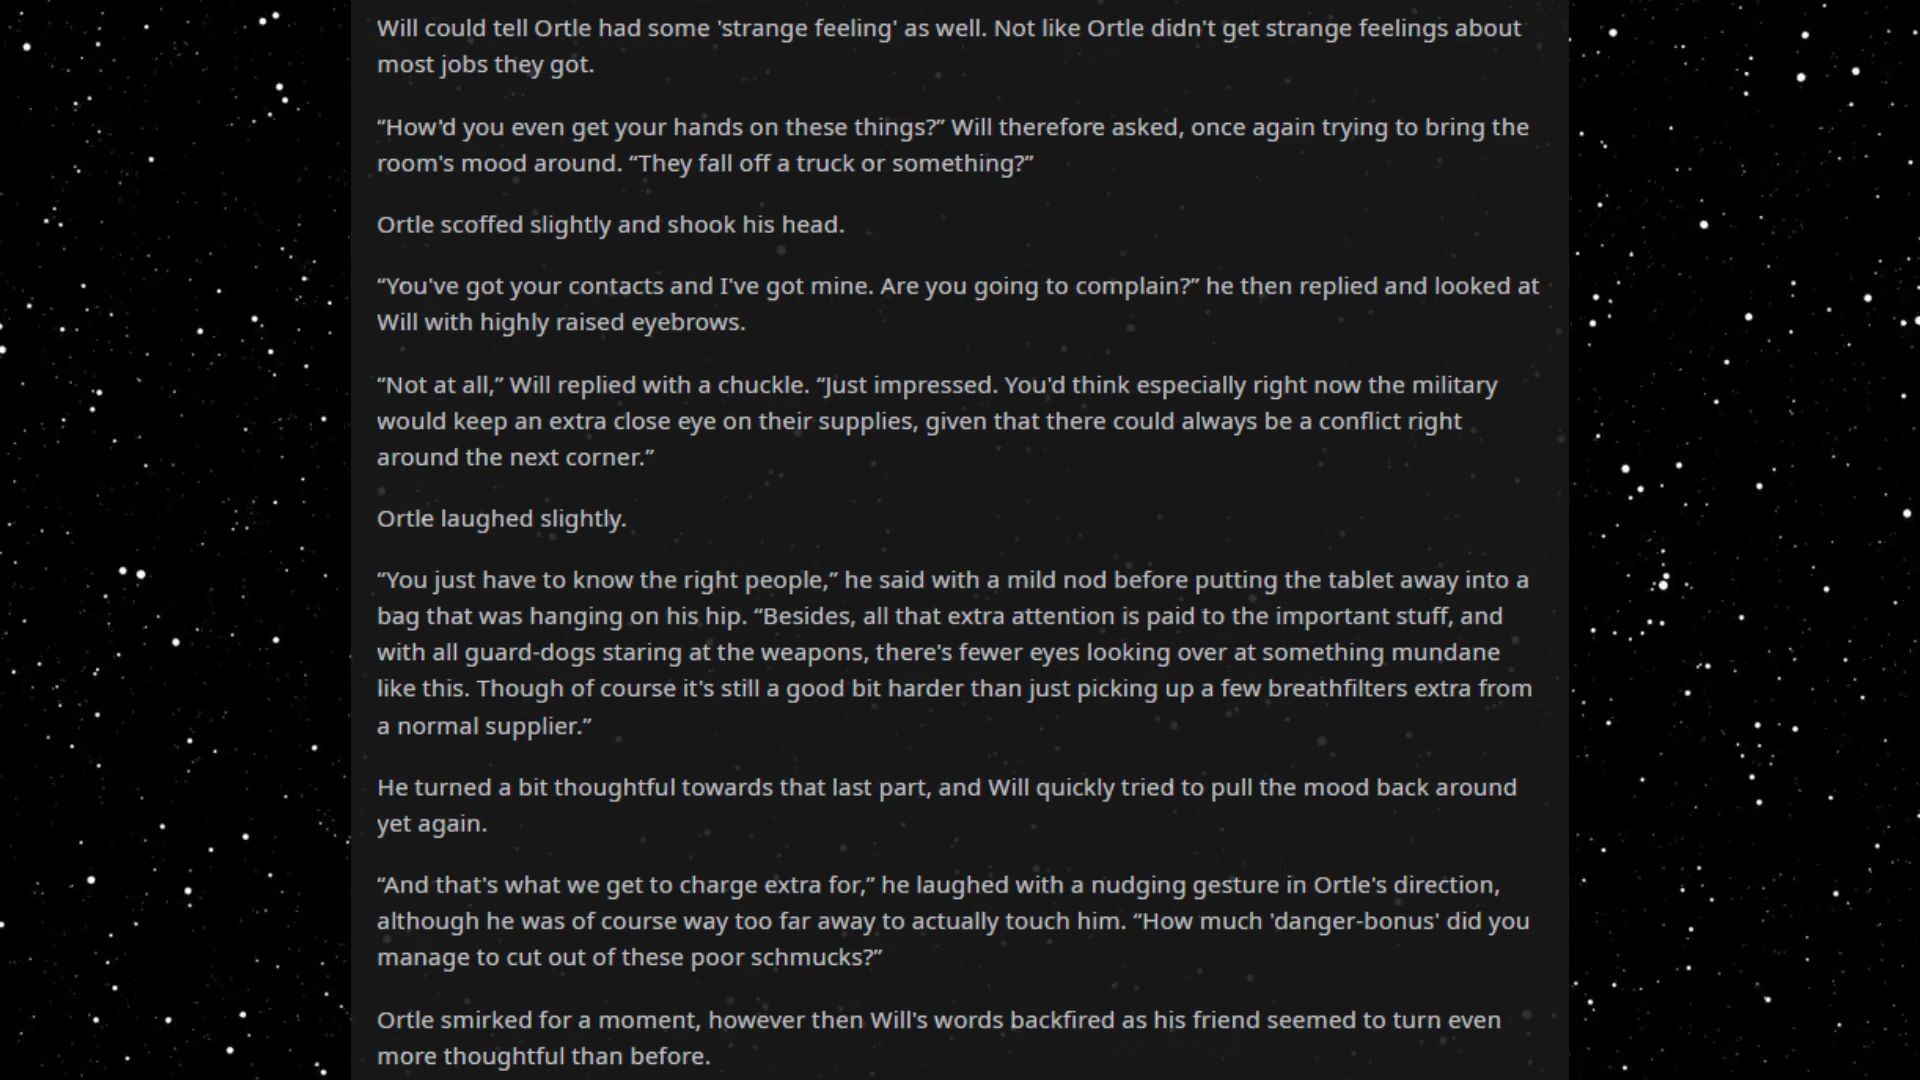 Will could tell Ortle had some 'strange feeling' as well. Not like Ortle didn't get strange feelings about
most jobs they got.
“How'd you even get your hands on these things?” Will therefore asked, once again trying to bring the
room's mood around. “They fall off a truck or something?”
Ortle scoffed slightly and shook his head.
“You've got your contacts and I've got mine. Are you going to complain?” he then replied and looked at
Will with highly raised eyebrows.
“Not at all,” Will replied with a chuckle. “Just impressed. You'd think especially right now the military
would keep an extra close eye on their supplies, given that there could always be a conflict right
around the next corner.”
Ortle laughed slightly.
“You just have to know the right people,” he said with a mild nod before putting the tablet away into a
bag that was hanging on his hip. “Besides, all that extra attention is paid to the important stuff, and
with all guard-dogs staring at the weapons, there's fewer eyes looking over at something mundane
like this. Though of course it's still a good bit harder than just picking up a few breathfilters extra from
a normal supplier.”
He turned a bit thoughtful towards that last part, and Will quickly tried to pull the mood back around
yet again.
“And that's what we get to charge extra for,” he laughed with a nudging gesture in Ortle's direction,
although he was of course way too far away to actually touch him. “How much 'danger-bonus' did you
manage to cut out of these poor schmucks?”
Ortle smirked for a moment, however then Will's words backfired as his friend seemed to turn even
more thoughtful than before.